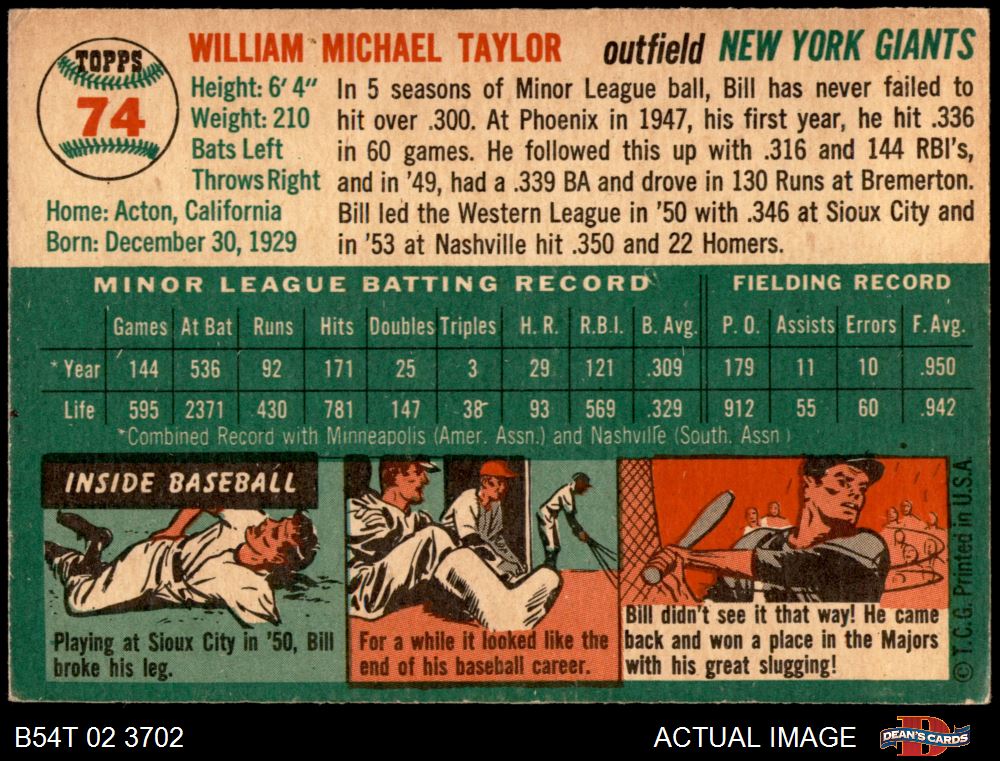 TOPPS
74
WILLIAM MICHAEL TAYLOR outfield NEW YORK GIANTS
Height: 6' 4"
Weight: 210
Bats Left
Throws Right
Home: Acton, California
Born: December 30, 1929
In 5 seasons of Minor League ball, Bill has never failed to
hit over .300. At Phoenix in 1947, his first year, he hit .336
in 60 games. He followed this up with .316 and 144 RBI's,
and in '49, had a .339 BA and drove in 130 Runs at Bremerton.
Bill led the Western League in '50 with .346 at Sioux City and
in '53 at Nashville hit .350 and 22 Homers.
MINOR LEAGUE BATTING RECORD FIELDING RECORD
Games At Bat Runs Hits Doubles Triples H. R. R.B.I. B. Avg. P. O. Assists Errors F. Avg.
* Year 144 536 92 171 25 3 29 121 .309 179 11 10 .950
Life 595 2371 430 781 147 38 93 569 .329 912 55 60 .942
*Combined Record with Minneapolis (Amer. Assn.) and Nashville (South. Assn.)
INSIDE BASEBALL
Playing at Sioux City in '50, Bill
broke his leg.
For a while it looked like the
end of his baseball career.
Bill didn't see it that way! He came
back and won a place in the Majors
with his great slugging!
© T. C. G. Printed in U.S.A.
B54T 02 3702
ACTUAL IMAGE
D
DEAN'S CARDS